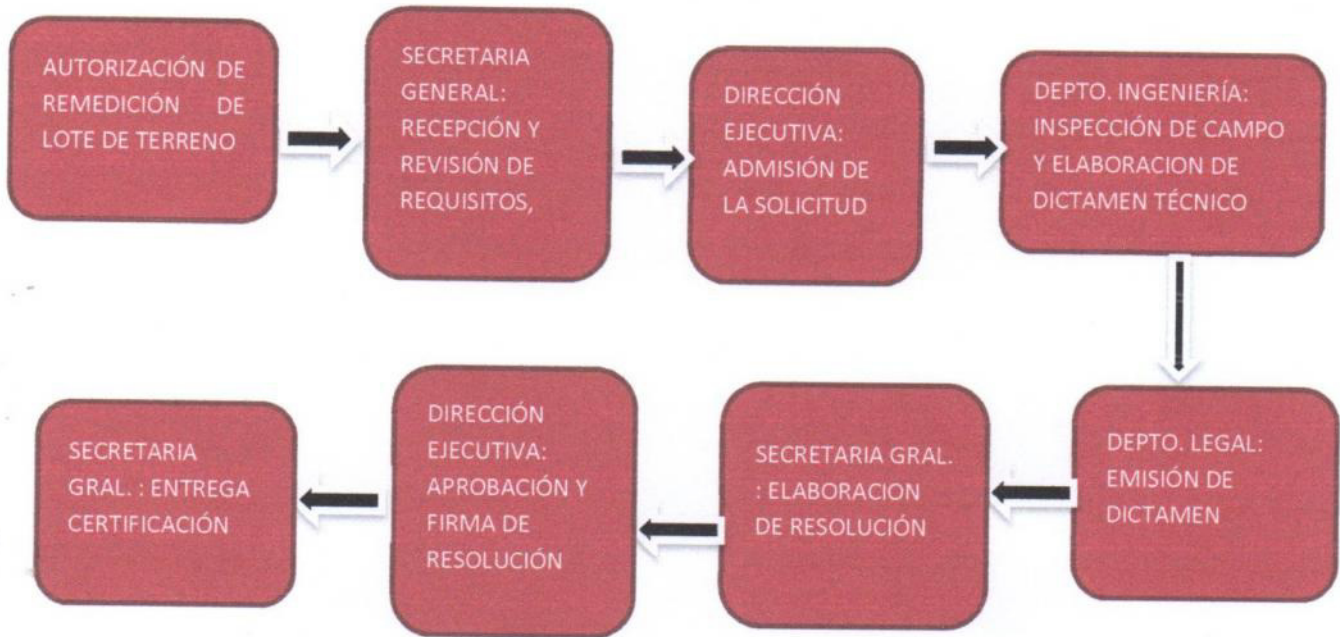 AUTORIZACIÓN DE
REMEDICIÓN DE
LOTE DE TERRENO
SECRETARIA
GENERAL:
RECEPCIÓN Y
REVISIÓN DE
REQUISITOS,
DIRECCIÓN
EJECUTIVA:
ADMISIÓN DE
LA SOLICITUD
DEPTO. INGENIERÍA:
INSPECCIÓN DE CAMPO
Y ELABORACION DE
DICTAMEN TÉCNICO
DEPTO. LEGAL:
EMISIÓN DE
DICTAMEN
SECRETARIA GRAL.
: ELABORACION
DE RESOLUCIÓN
DIRECCIÓN
EJECUTIVA:
APROBACIÓN Y
FIRMA DE
RESOLUCIÓN
SECRETARIA
GRAL. : ENTREGA
CERTIFICACIÓN